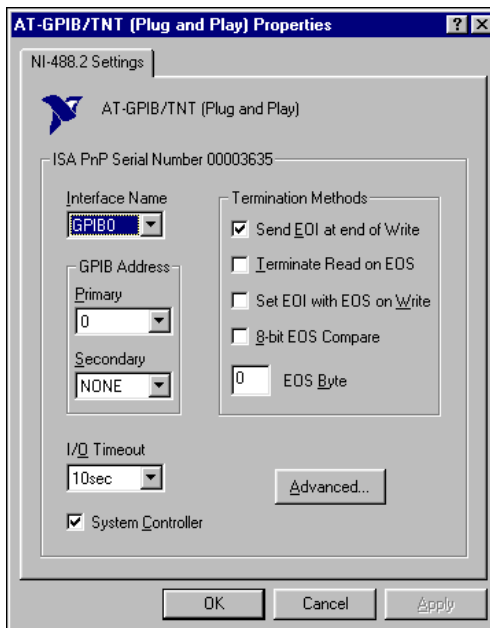 AT-GPIB/TNT (Plug and Play) Properties
NI-488.2 Settings
AT-GPIB/TNT (Plug and Play)
ISA PnP Serial Number 00003635
Interface Name
GPIB0
GPIB Address
Primary
0
Secondary
NONE
I/O Timeout
10sec
System Controller
Termination Methods
Send EOI at end of Write
Terminate Read on EOS
Set EOI with EOS on Write
8-bit EOS Compare
0 EOS Byte
Advanced...
OK Cancel Apply